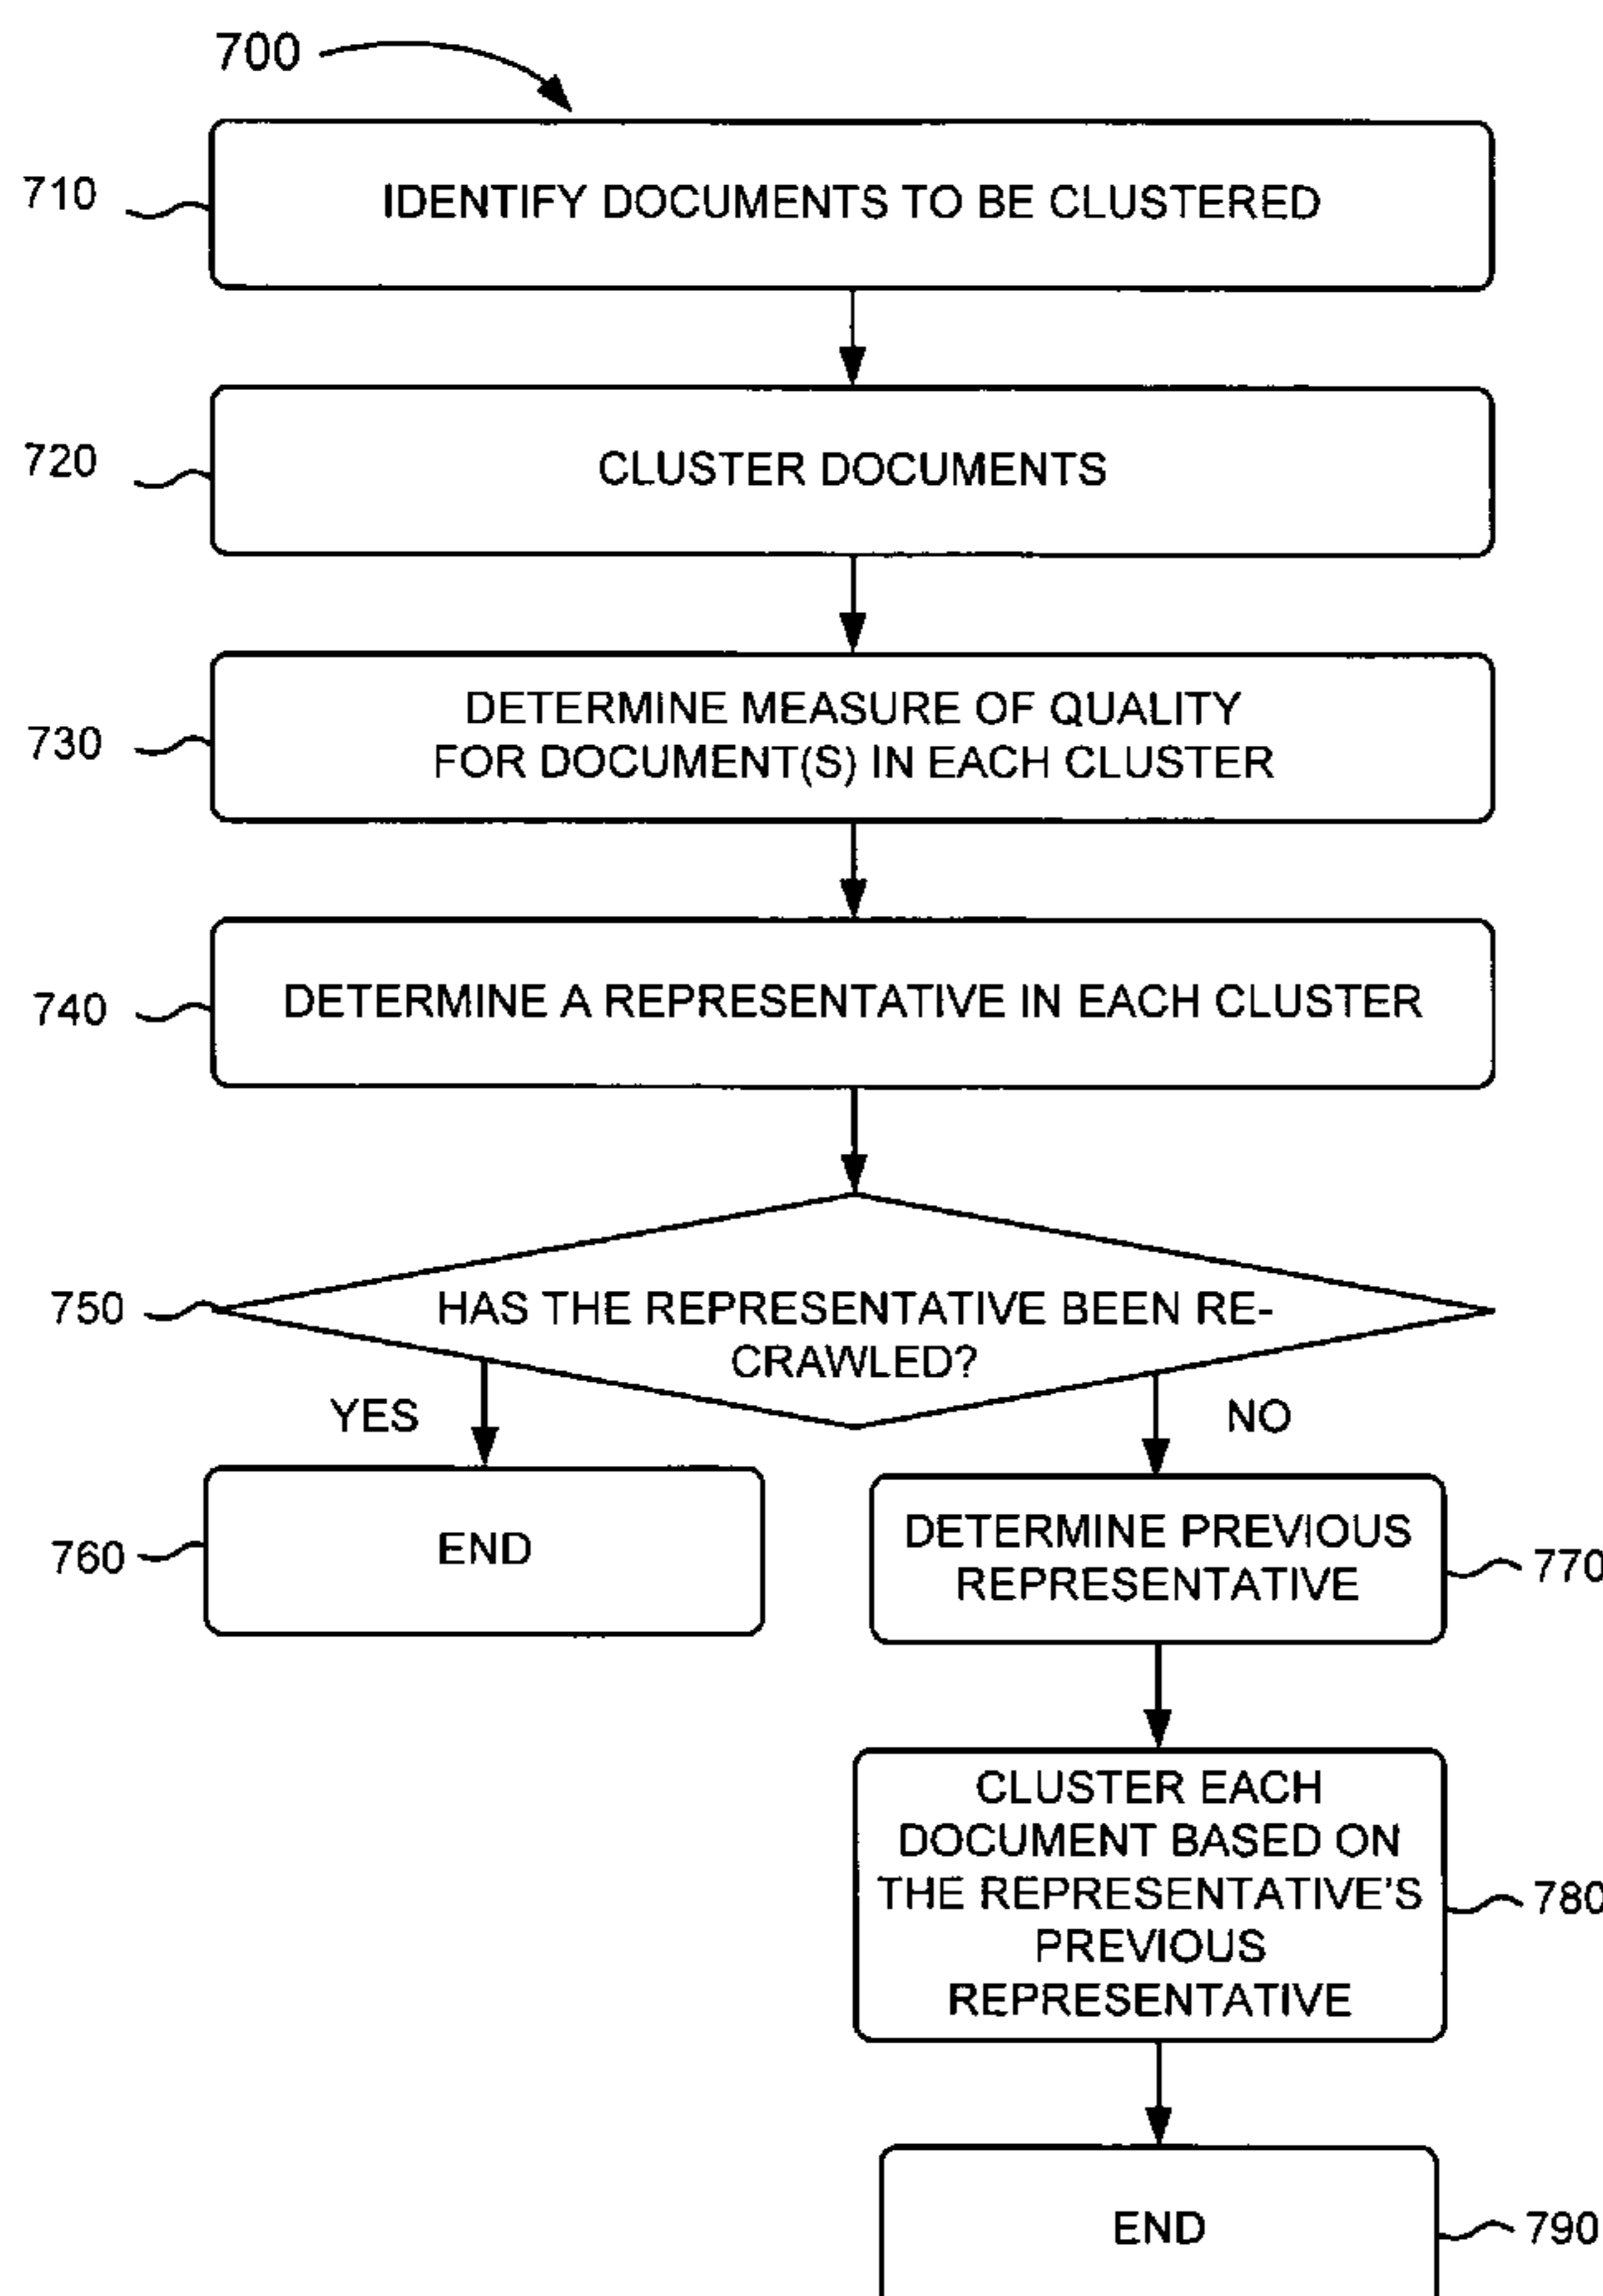 700
710
IDENTIFY DOCUMENTS TO BE CLUSTERED
720
CLUSTER DOCUMENTS
730
DETERMINE MEASURE OF QUALITY
FOR DOCUMENT(S) IN EACH CLUSTER
740
DETERMINE A REPRESENTATIVE IN EACH CLUSTER
750
HAS THE REPRESENTATIVE BEEN RE-
CRAWLED?
YES
NO
760
END
DETERMINE PREVIOUS
REPRESENTATIVE
770
CLUSTER EACH
DOCUMENT BASED ON
THE REPRESENTATIVE'S
PREVIOUS
REPRESENTATIVE
780
END
790